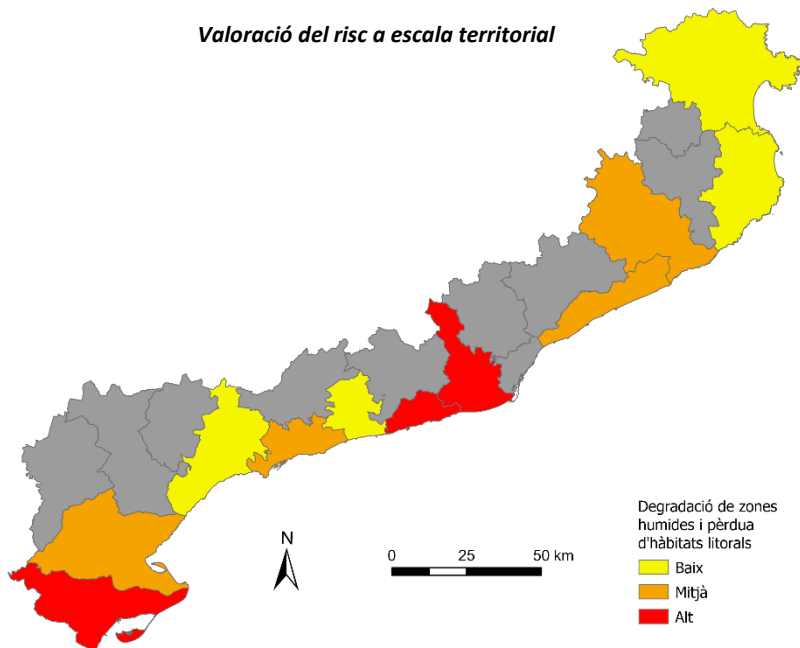 Valoració del risc a escala territorial
N
0 25 50 km
Degradació de zones
humides i pèrdua
d'hàbitats litorals
Baix
Mitjà
Alt